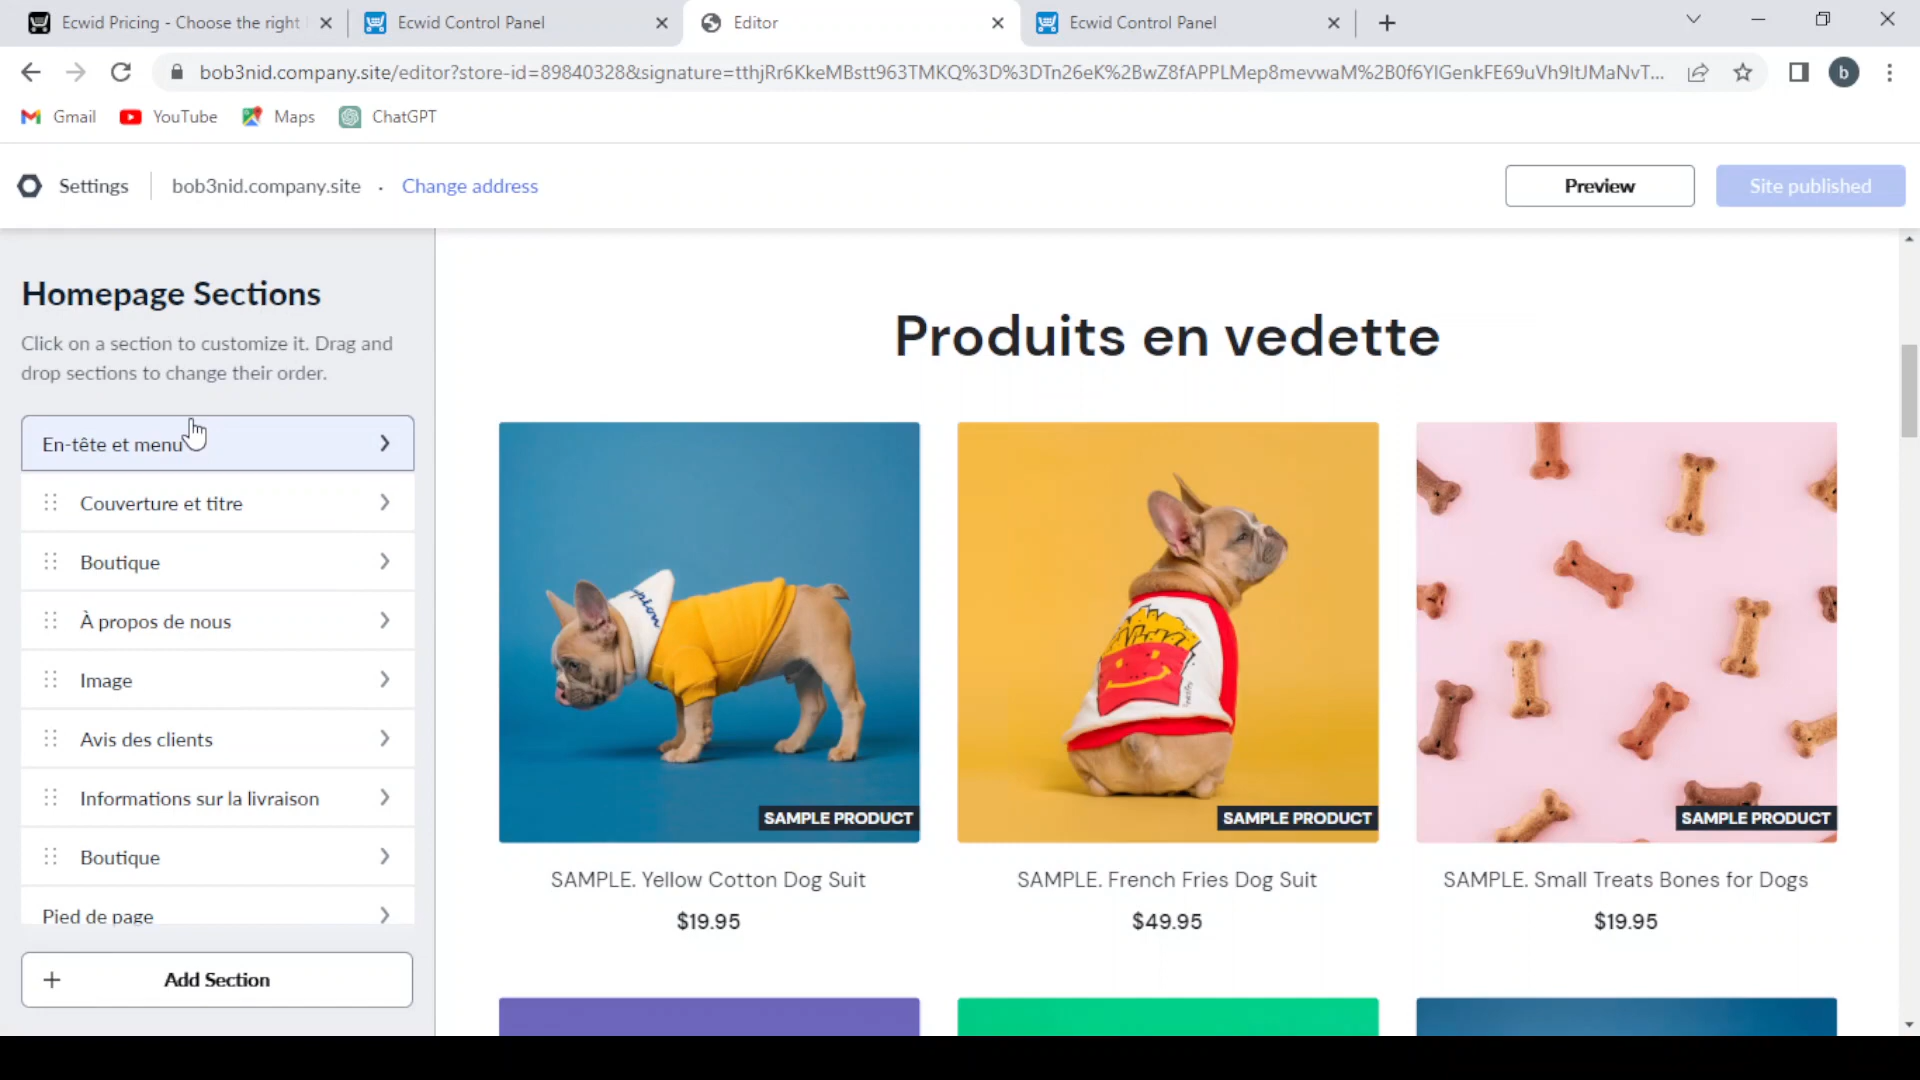 Ecwid Pricing - Choose the right
Ecwid Control Panel
Editor
Ecwid Control Panel
bob3nid.company.site/editor?store-id=89840328&signature=tthjRr6KkeMBstt963TMKQ%3D%3DTn26eK%2BwZ8fAPPLMep8mevwaM%2B0f6YIGenkFE69uVh9ItJMaNvT...
b
Gmail
YouTube
Maps
ChatGPT
Settings
bob3nid.company.site
·
Change address
Preview
Site published
Homepage Sections
Click on a section to customize it. Drag and
drop sections to change their order.
En-tête et menu
Couverture et titre
Boutique
À propos de nous
Image
Avis des clients
Informations sur la livraison
Boutique
Pied de page
+ Add Section
Produits en vedette
SAMPLE PRODUCT
SAMPLE PRODUCT
SAMPLE PRODUCT
SAMPLE. Yellow Cotton Dog Suit
$19.95
SAMPLE. French Fries Dog Suit
$49.95
SAMPLE. Small Treats Bones for Dogs
$19.95